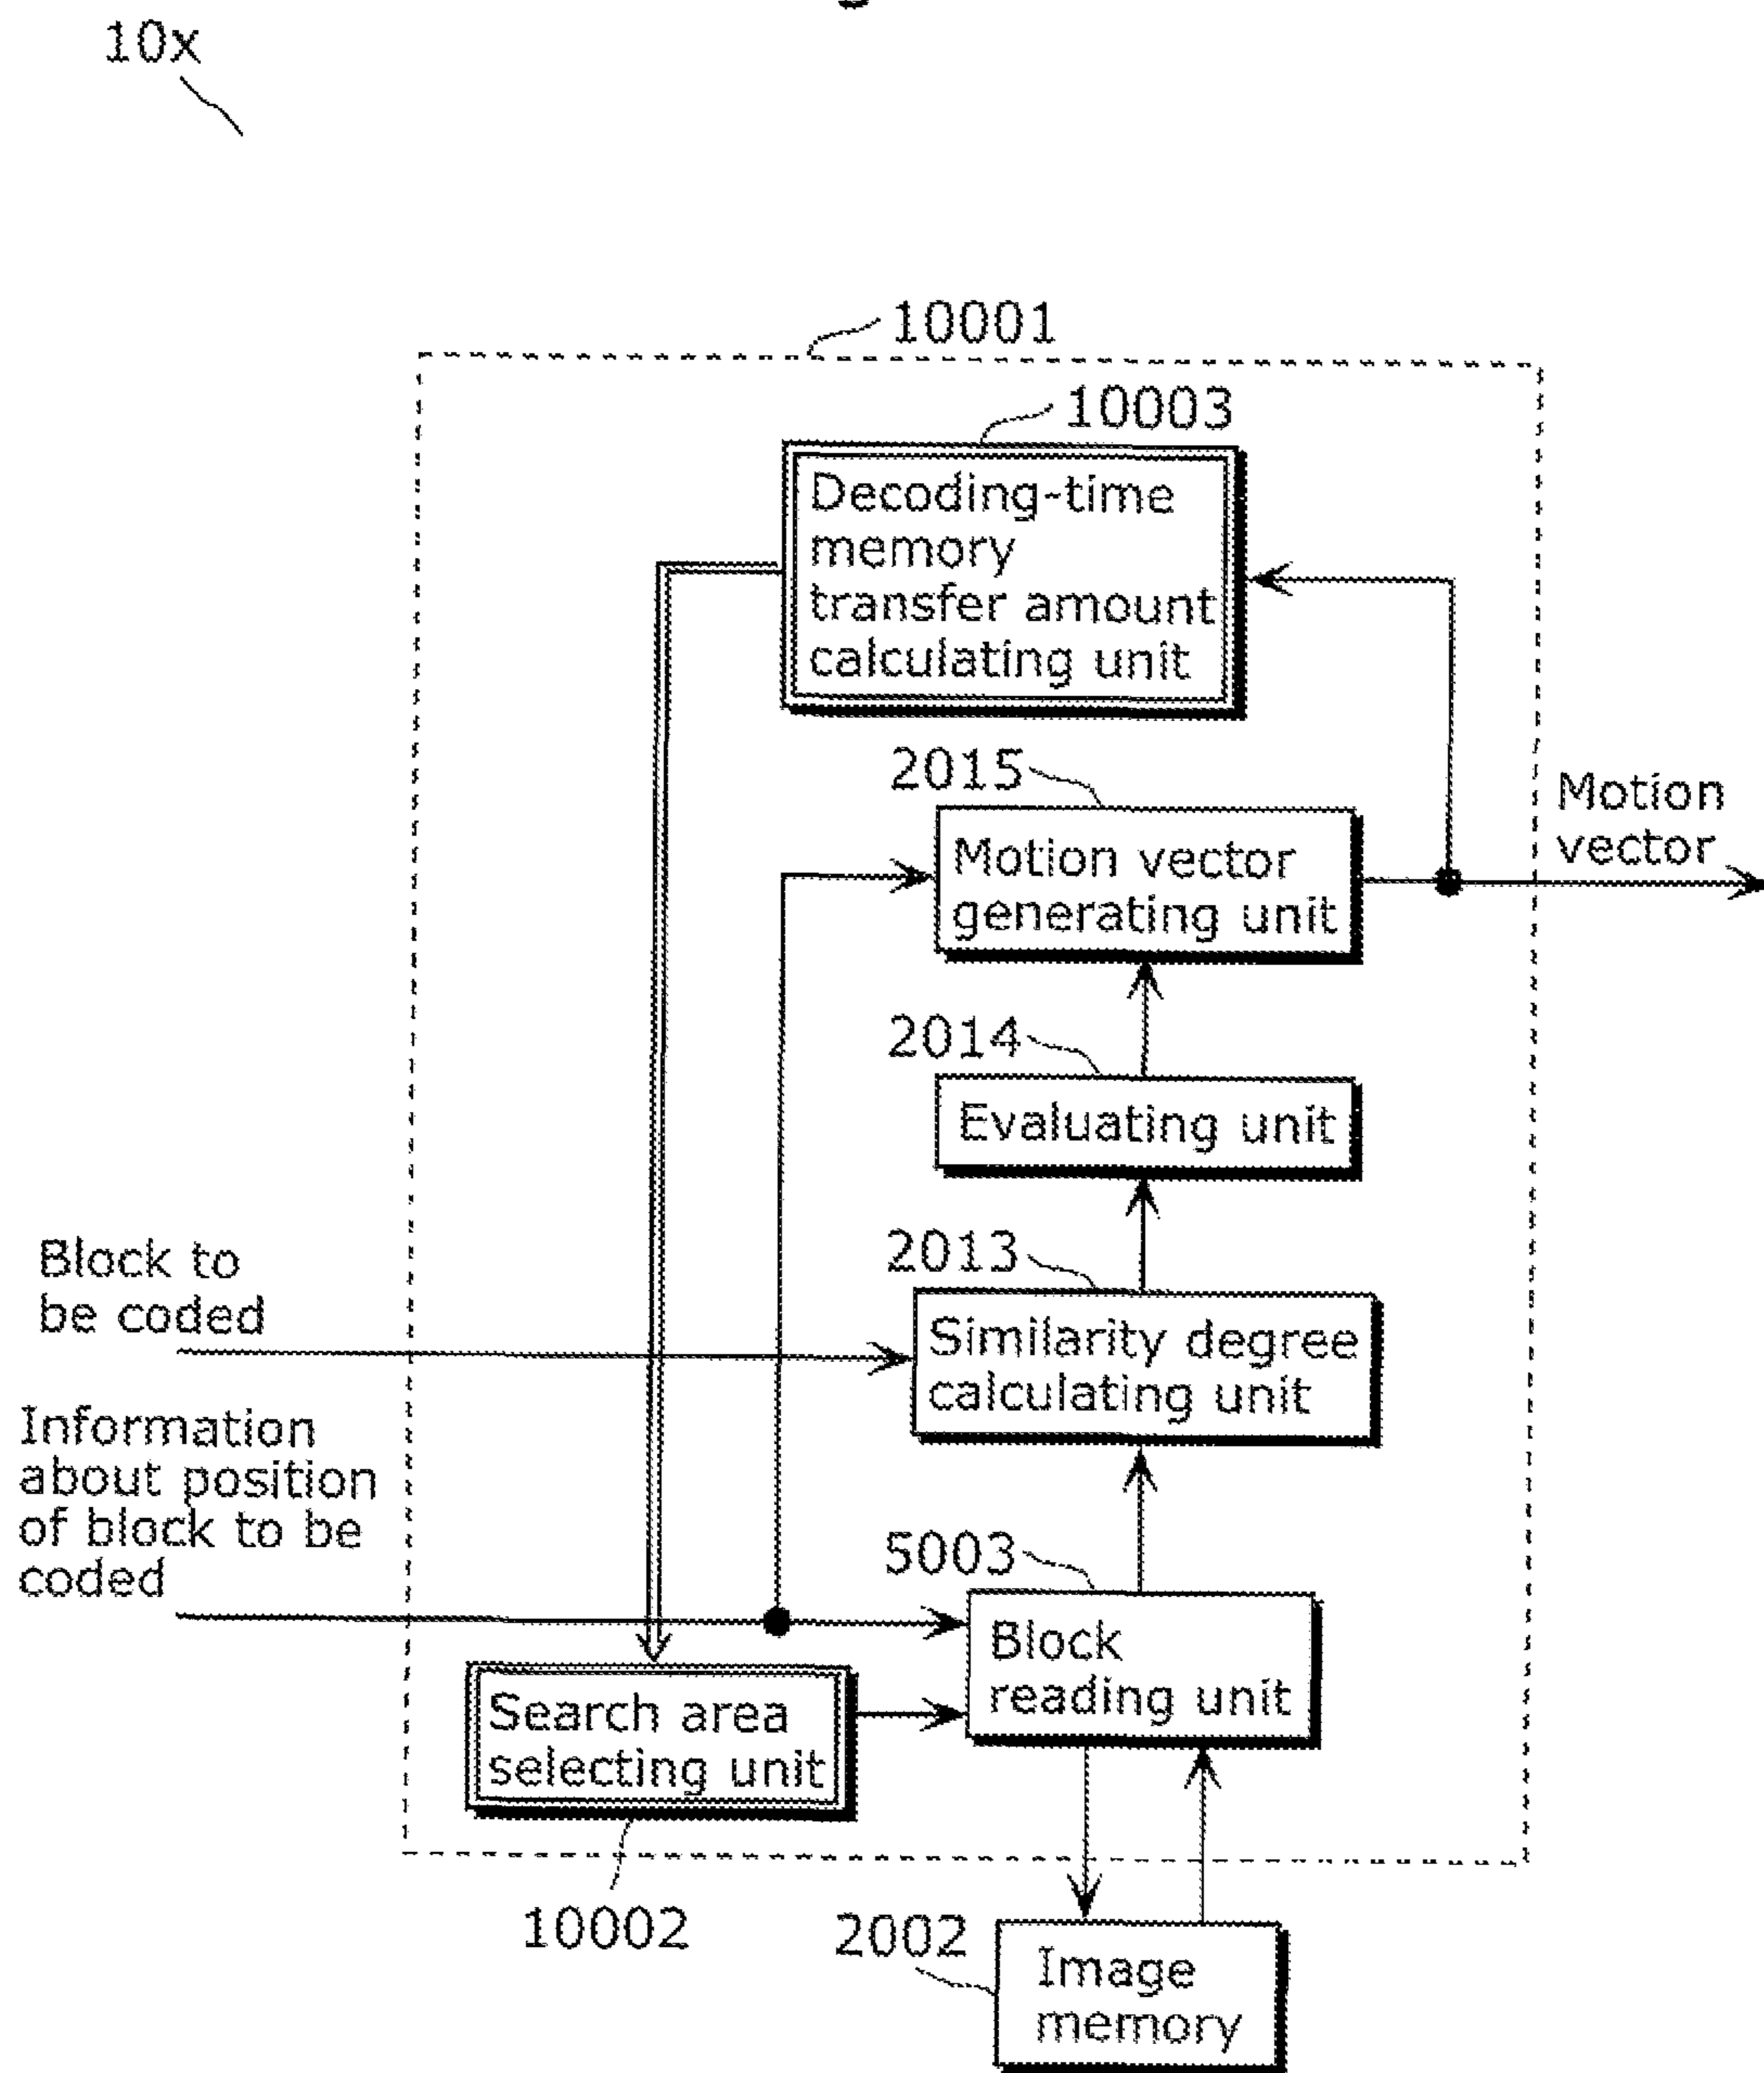 10x
10001
10003
Decoding-time
memory
transfer amount
calculating unit
2015
Motion vector
generating unit
Motion
vector
2014
Evaluating unit
2013
Similarity degree
calculating unit
Block to
be coded
Information
about position
of block to be
coded
5003
Block
reading unit
Search area
selecting unit
10002
2002
Image
memory